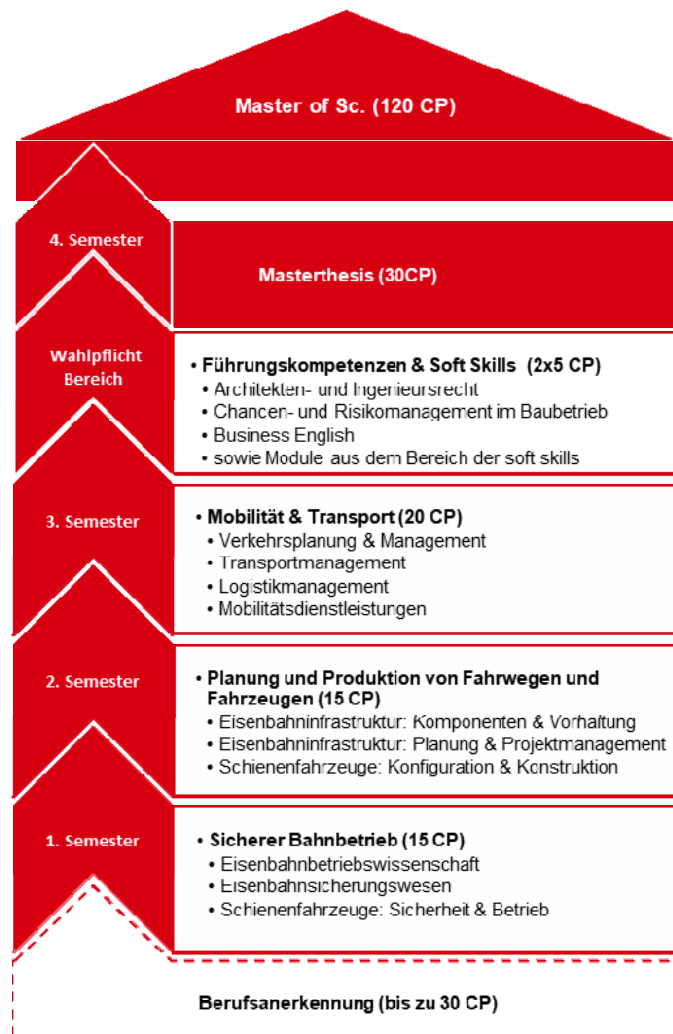 Master of Sc. (120 CP)
4. Semester
Masterthesis (30CP)
Wahlpflicht
Bereich
• Führungskompetenzen & Soft Skills (2x5 CP)
• Architekten- und Ingenieursrecht
• Chancen- und Risikomanagement im Baubetrieb
• Business English
• sowie Module aus dem Bereich der soft skills
3. Semester
• Mobilität & Transport (20 CP)
• Verkehrsplanung & Management
• Transportmanagement
• Logistikmanagement
• Mobilitätsdienstleistungen
2. Semester
• Planung und Produktion von Fahrwegen und
Fahrzeugen (15 CP)
• Eisenbahninfrastruktur: Komponenten & Vorhaltung
• Eisenbahninfrastruktur: Planung & Projektmanagement
• Schienenfahrzeuge: Konfiguration & Konstruktion
1. Semester
• Sicherer Bahnbetrieb (15 CP)
• Eisenbahnbetriebswissenschaft
• Eisenbahnsicherungswesen
• Schienenfahrzeuge: Sicherheit & Betrieb
Berufsanerkennung (bis zu 30 CP)